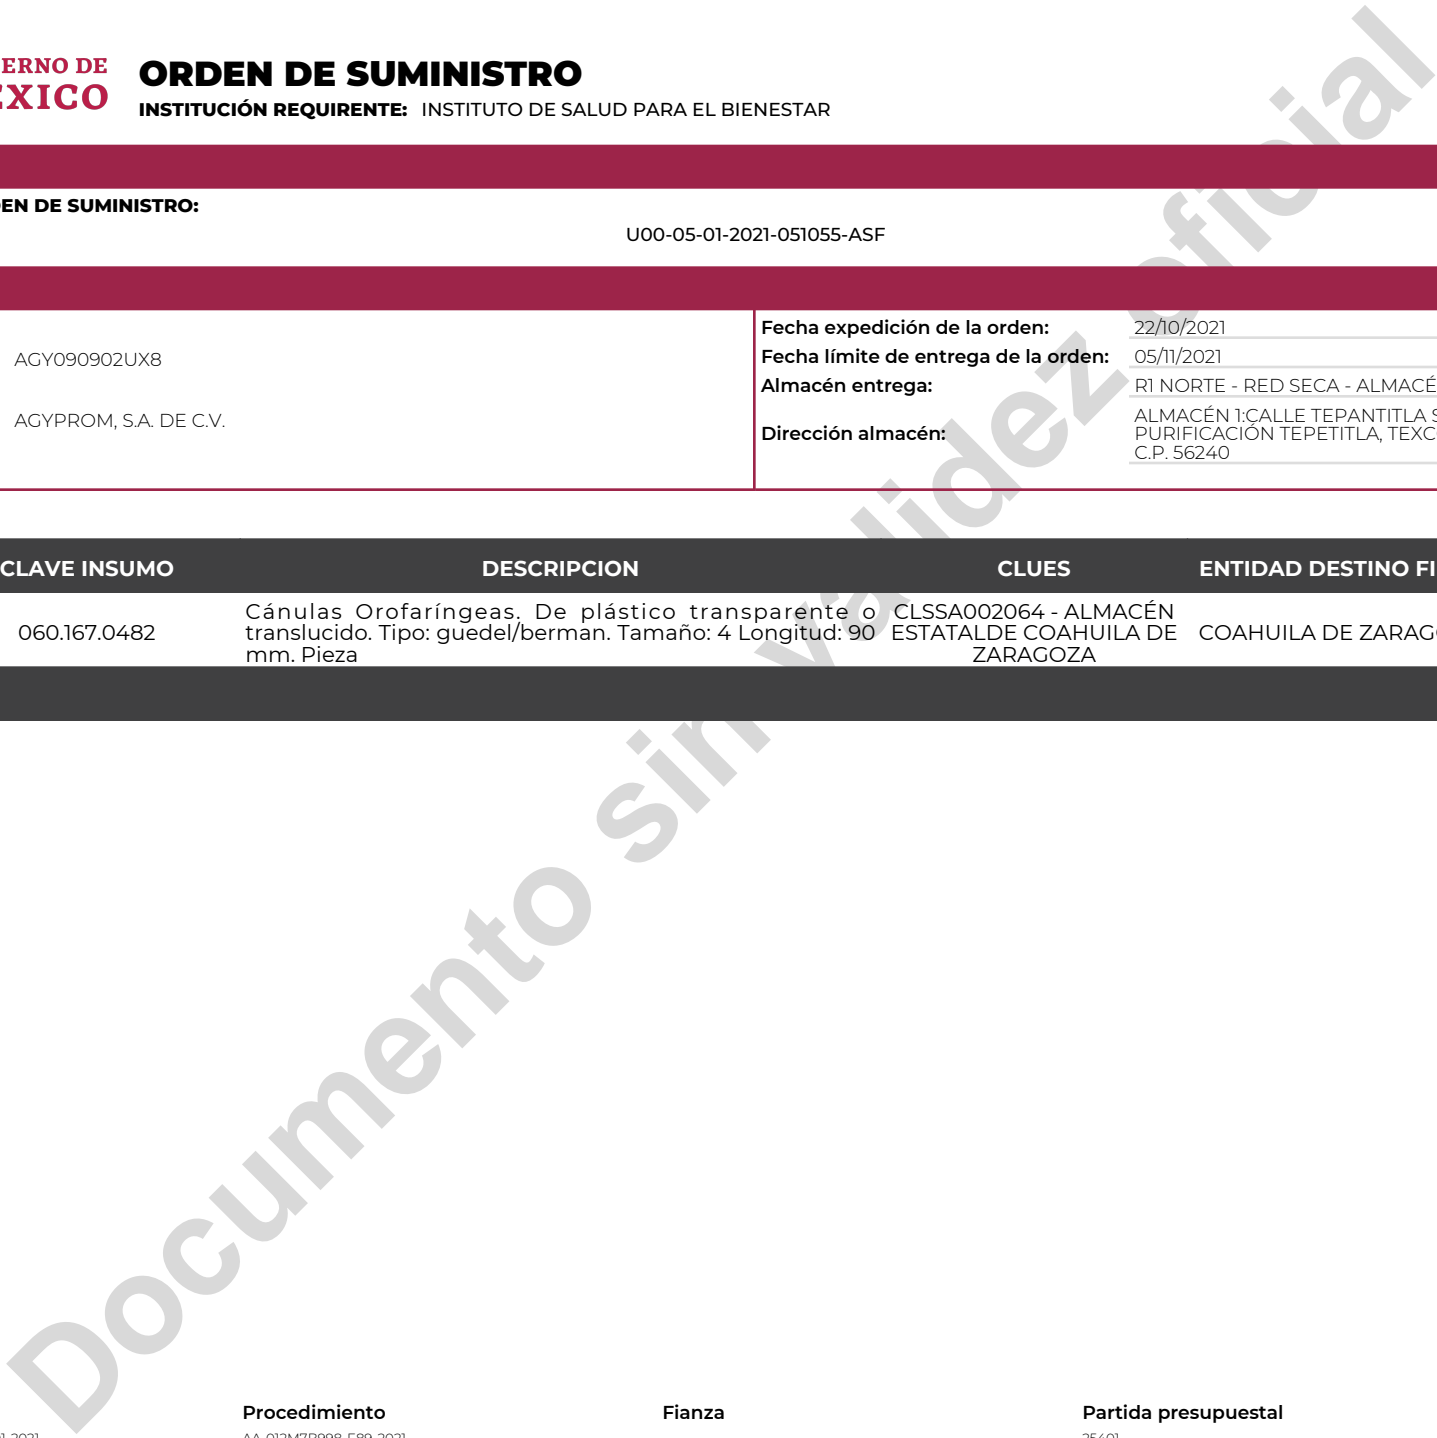 ERNO DE
EXICO
ORDEN DE SUMINISTRO
INSTITUCIÓN REQUIRENTE: INSTITUTO DE SALUD PARA EL BIENESTAR
EN DE SUMINISTRO:
U00-05-01-2021-051055-ASF
AGY090902UX8
AGYPROM, S.A. DE C.V.
Fecha expedición de la orden: 22/10/2021
Fecha límite de entrega de la orden: 05/11/2021
Almacén entrega: R1 NORTE - RED SECA - ALMACÉ
Dirección almacén: ALMACÉN 1:CALLE TEPANTITLA S
PURIFICACIÓN TEPETITLA, TEXC
C.P. 56240
CLAVE INSUMO DESCRIPCION CLUES ENTIDAD DESTINO FI
060.167.0482
Cánulas Orofaríngeas. De plástico transparente o
translucido. Tipo: guedel/berman. Tamaño: 4 Longitud: 90
mm. Pieza
CLSSA002064 - ALMACÉN
ESTATALDE COAHUILA DE
ZARAGOZA
COAHUILA DE ZARAG
Documento sin validez oficial
Procedimiento Fianza Partida presupuestal